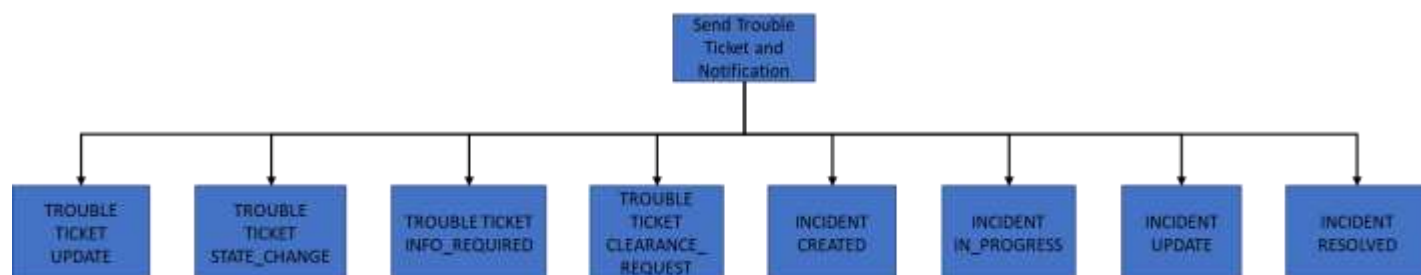 Send Trouble
Ticket and
Notification
TROUBLE
TICKET
UPDATE
TROUBLE
TICKET
STATE_CHANGE
TROUBLE TICKET
INFO_REQUIRED
TROUBLE
TICKET
CLEARANCE_
REQUEST
INCIDENT
CREATED
INCIDENT
IN_PROGRESS
INCIDENT
UPDATE
INCIDENT
RESOLVED